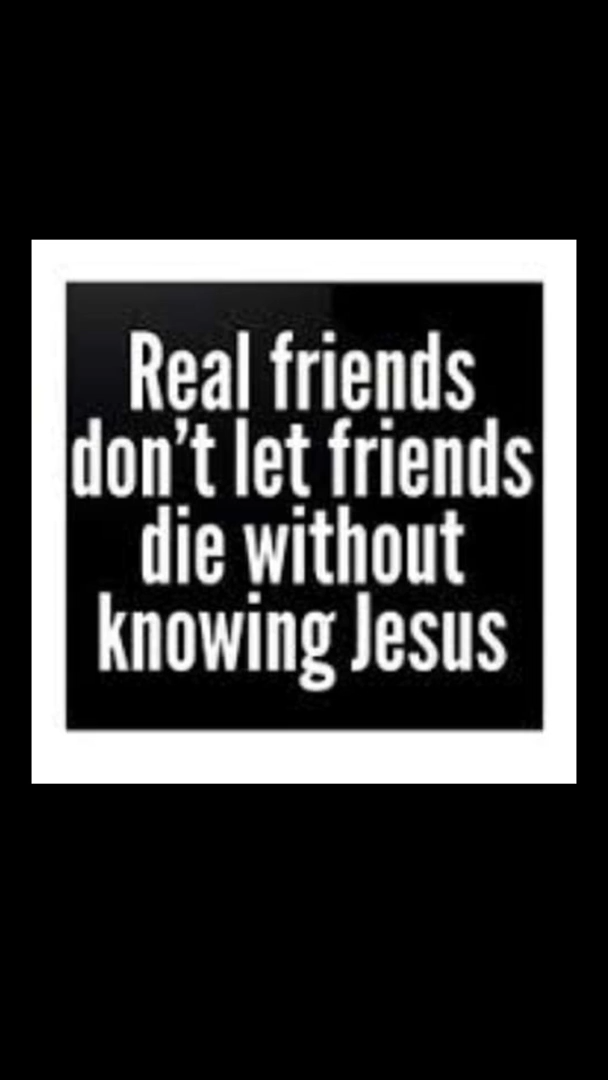 Real friends
don't let friends
die without
knowing Jesus